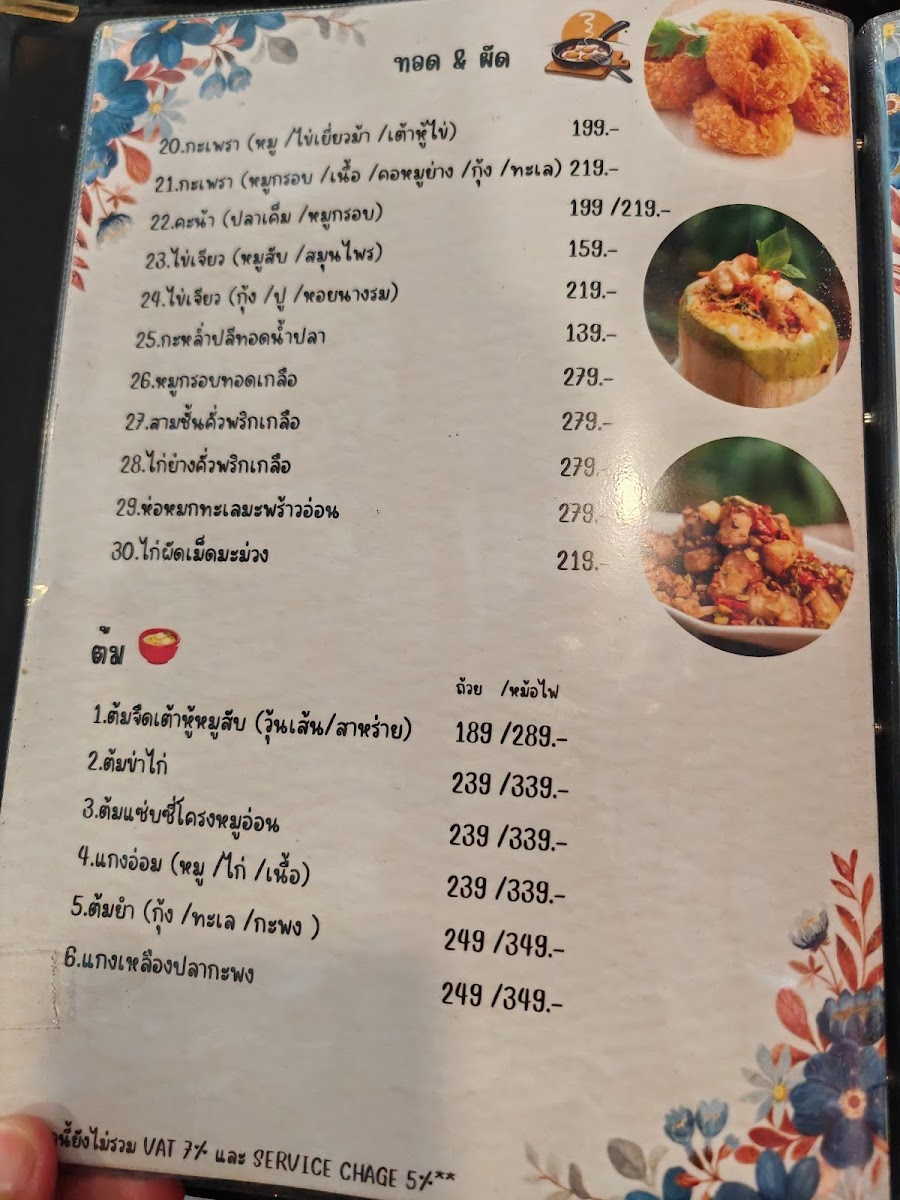 ทอด & ผัด
20.กะเพรา (หมู /ไข่เยี่ยวม้า /เต้าหู้ไข่) 199.-
21.กะเพรา (หมูกรอบ /เนื้อ /คอหมูย่าง /กุ้ง /ทะเล) 219.-
22.คะน้า (ปลาเค็ม /หมูกรอบ) 199 /219.-
23.ไข่เจียว (หมูสับ /สมุนไพร) 159.-
24.ไข่เจียว (กุ้ง /ปู /หอยนางรม) 219.-
25.กะหล่ำปลีทอดน้ำปลา 139.-
26.หมูกรอบทอดเกลือ 279.-
27.สามชั้นคั่วพริกเกลือ 279.-
28.ไก่ย่างคั่วพริกเกลือ 279.
29.ห่อหมกทะเลมะพร้าวอ่อน 279.-
30.ไก่ผัดเม็ดมะม่วง 219.-
ต้ม
ถ้วย /หม้อไฟ
1.ต้มจืดเต้าหู้หมูสับ (วุ้นเส้น/สาหร่าย) 189 /289.-
2.ต้มข่าไก่ 239 /339.-
3.ต้มแซ่บซี่โครงหมูอ่อน 239 /339.-
4.แกงอ่อม (หมู /ไก่ /เนื้อ) 239 /339.-
5.ต้มยำ (กุ้ง /ทะเล /กะพง ) 249 /349.-
6.แกงเหลืองปลากะพง 249 /349.-
นี้ยังไม่รวม VAT 7% และ SERVICE CHAGE 5%**